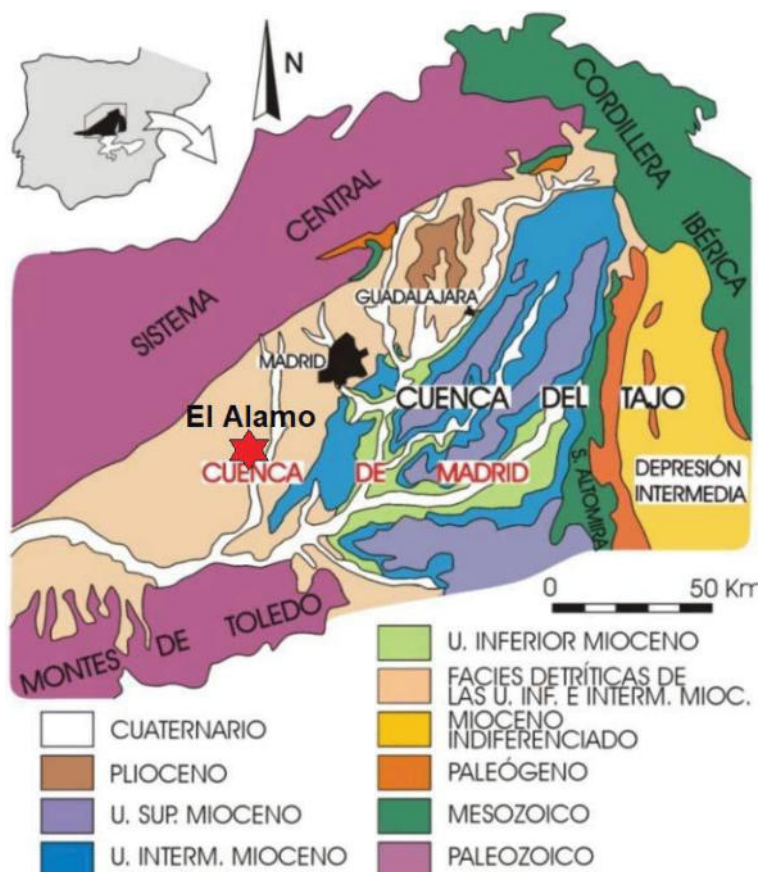 N
CORDILLERA
IBÉRICA
SISTEMA
CENTRAL
GUADALAJARA
MADRID
CUENCA DEL TAJO
El Alamo
CUENCA DE MADRID
S. ALTOMIRA
DEPRESIÓN
INTERMEDIA
MONTES DE TOLEDO
0 50 Km
CUATERNARIO
PLIOCENO
U. SUP. MIOCENO
U. INTERM. MIOCENO
U. INFERIOR MIOCENO
FACIES DETRÍTICAS DE
LAS U. INF. E INTERM. MIOC.
MIOCENO
INDIFERENCIADO
PALEÓGENO
MESOZOICO
PALEOZOICO